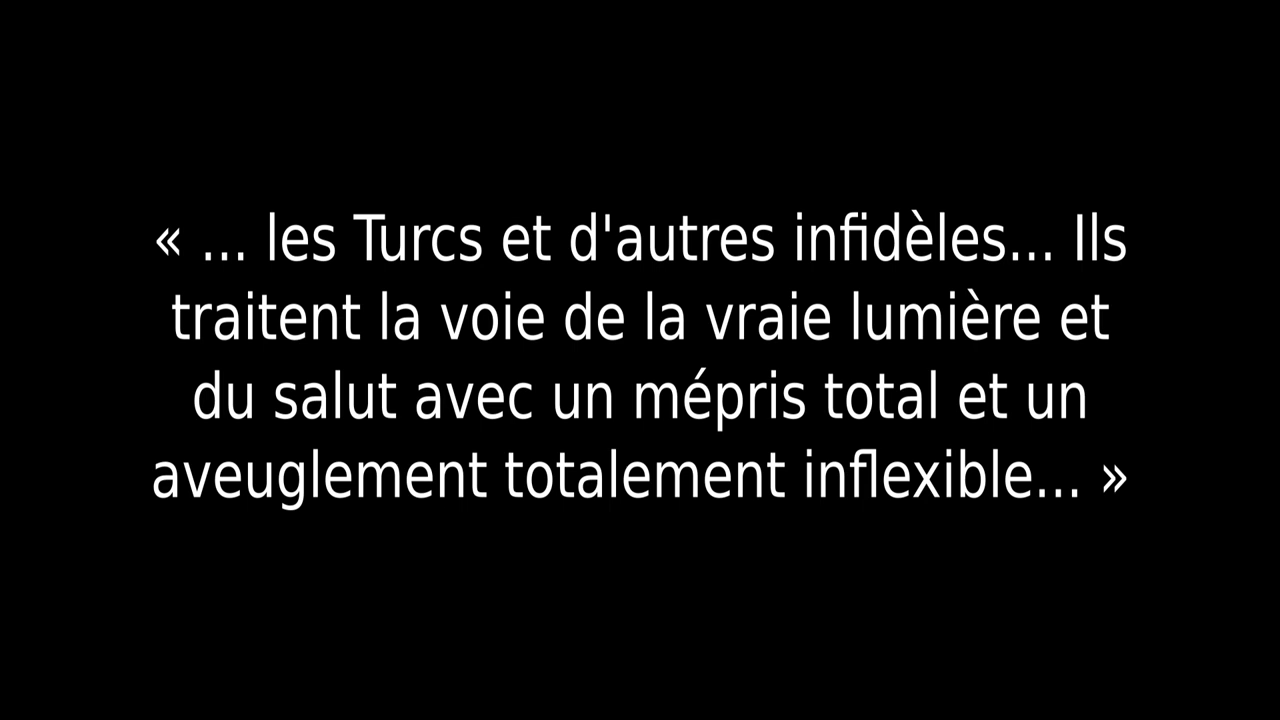 « ... les Turcs et d'autres infidèles... Ils
traitent la voie de la vraie lumière et
du salut avec un mépris total et un
aveuglement totalement inflexible... »